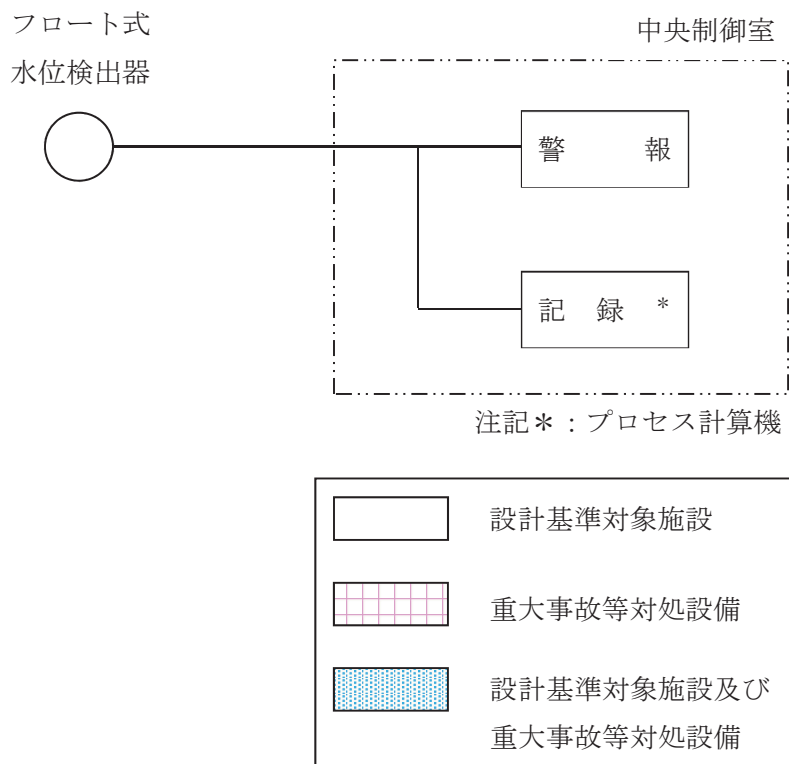 フロート式
水位検出器
中央制御室
警 報
記 録 *
注記＊：プロセス計算機
設計基準対象施設
重大事故等対処設備
設計基準対象施設及び
重大事故等対処設備